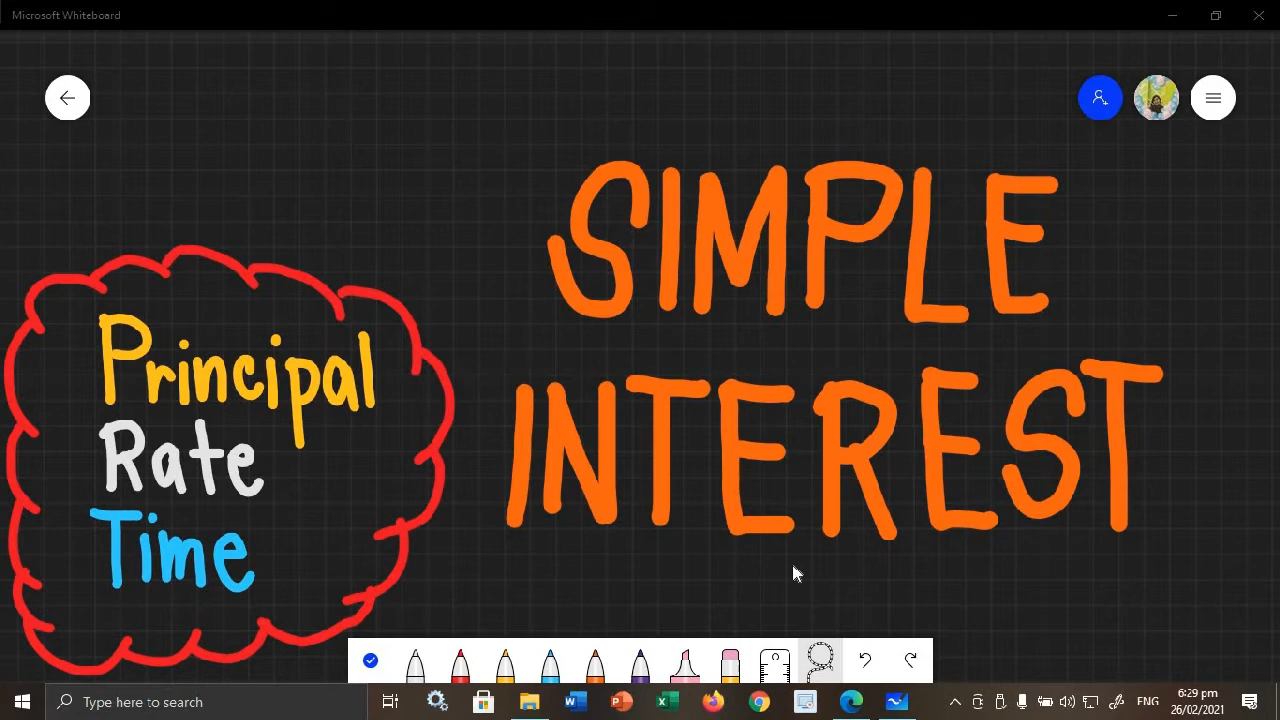 Microsoft Whiteboard
SIMPLE
INTEREST
Principal
Rate
Time
Type here to search
ENG
6:29 pm
26/02/2021